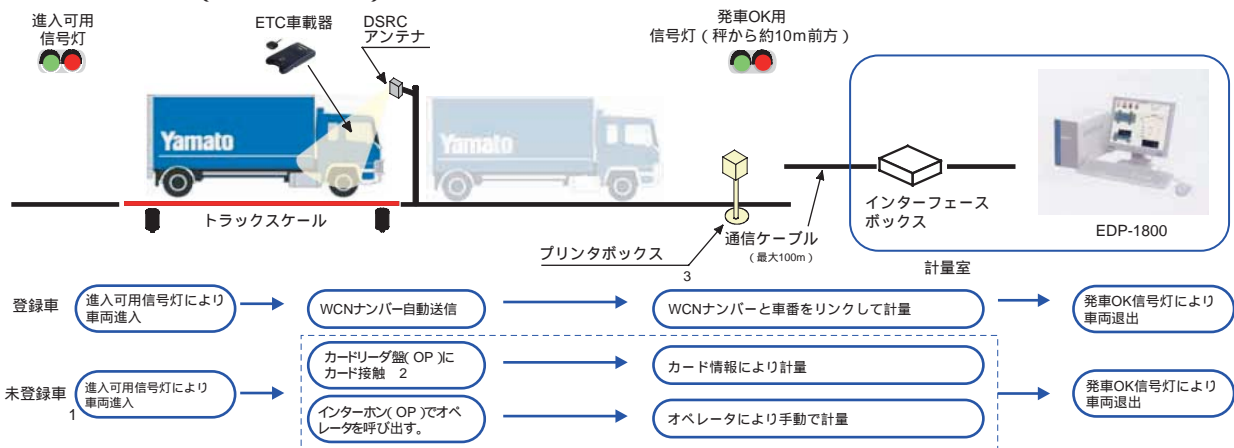 進入可用
信号灯
ETC車載器
DSRC
アンテナ
発車OK用
信号灯（秤から約10m前方）
Yamato
Yamato
トラックスケール
プリンタボックス
3
通信ケーブル
（最大100m）
インターフェース
ボックス
EDP-1800
計量室
登録車
進入可用信号灯により
車両進入
WCNナンバー自動送信
WCNナンバーと車番をリンクして計量
発車OK信号灯により
車両退出
未登録車
1
進入可用信号灯により
車両進入
カードリーダ盤(OP)に
カード接触 2
カード情報により計量
インターホン(OP)でオペ
レータを呼び出す。
オペレータにより手動で計量
発車OK信号灯により
車両退出